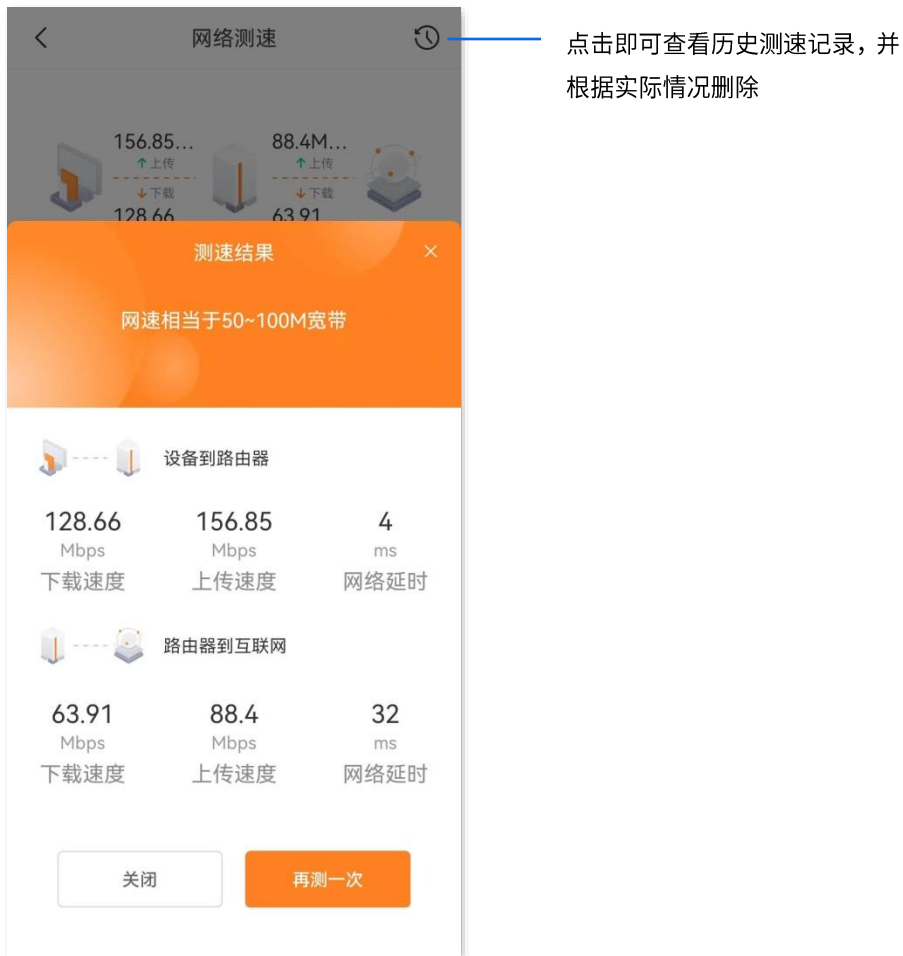 网络测速
点击即可查看历史测速记录，并
根据实际情况删除
156.85...
上传
下载
128.66
88.4M...
上传
下载
63.91
测速结果
网速相当于50~100M宽带
设备到路由器
128.66 156.85 4
Mbps Mbps ms
下载速度 上传速度 网络延时
路由器到互联网
63.91 88.4 32
Mbps Mbps ms
下载速度 上传速度 网络延时
关闭 再测一次